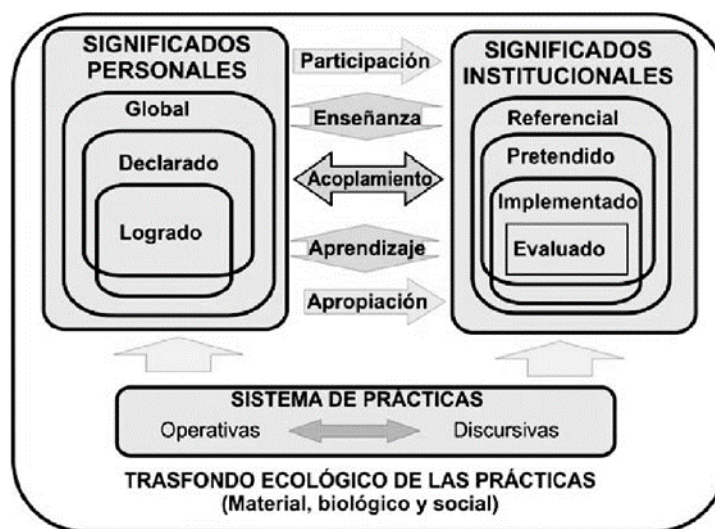 SIGNIFICADOS
PERSONALES
Global
Declarado
Logrado
Participación
Enseñanza
Acoplamiento
Aprendizaje
Apropiación
SIGNIFICADOS
INSTITUCIONALES
Referencial
Pretendido
Implementado
Evaluado
SISTEMA DE PRÁCTICAS
Operativas
Discursivas
TRASFONDO ECOLÓGICO DE LAS PRÁCTICAS
(Material, biológico y social)